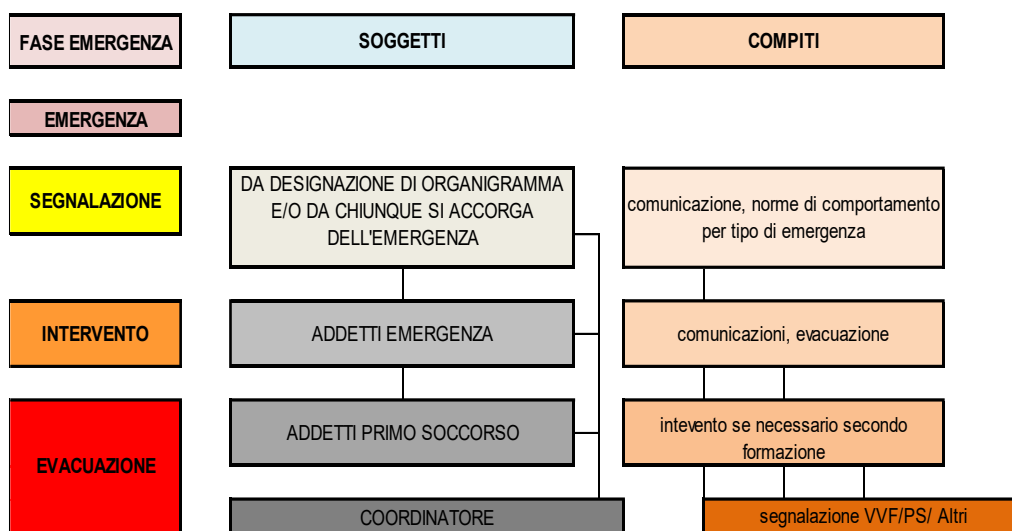 FASE EMERGENZA
SOGGETTI
COMPITI
EMERGENZA
SEGNALAZIONE
DA DESIGNAZIONE DI ORGANIGRAMMA
E/O DA CHIUNQUE SI ACCORGA
DELL'EMERGENZA
comunicazione, norme di comportamento
per tipo di emergenza
INTERVENTO
ADDETTI EMERGENZA
comunicazioni, evacuazione
EVACUAZIONE
ADDETTI PRIMO SOCCORSO
intevento se necessario secondo
formazione
COORDINATORE
segnalazione VVF/PS/ Altri